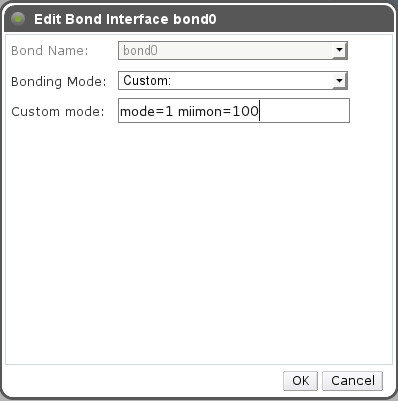 Edit Bond Interface bond0
Bond Name: bond0
Bonding Mode: Custom:
Custom mode: mode=1 miimon=100
OK Cancel